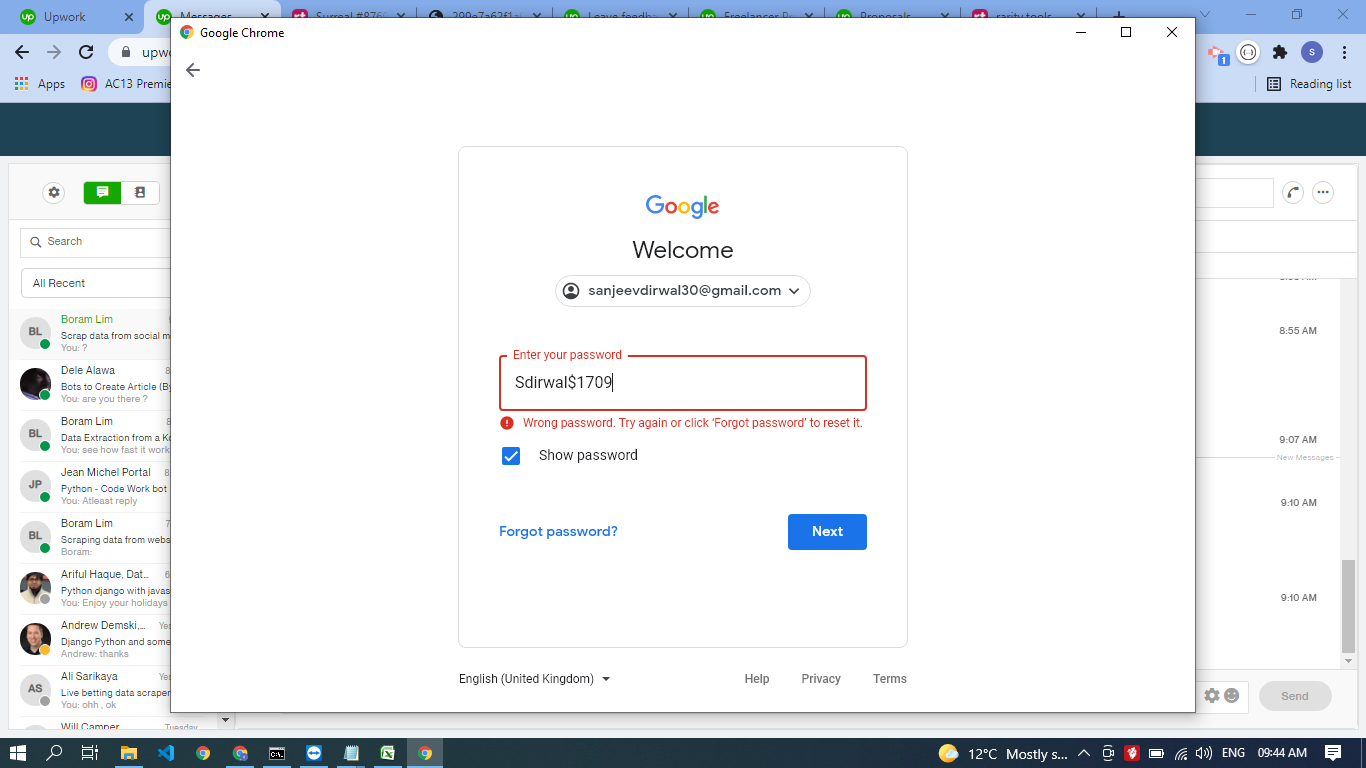 Upwork
Messages
Leave feedba
Freelancer Pr
Proposals
rarity.tools
Google Chrome
upwo
S
1
Apps
AC13 Premie
Reading list
Search
All Recent
Boram Lim
Scrap data from social m
You: ?
Dele Alawa
Bots to Create Article (By
You: are you there ?
Boram Lim
Data Extraction from a Ko
You: see how fast it work
JP
Jean Michel Portal
Python - Code Work bot
You: Atleast reply
BL
Boram Lim
Scraping data from webs
Boram:
Ariful Haque, Dat...
Python django with javas
You: Enjoy your holidays
Andrew Demski,...
Django Python and some
Andrew: thanks
AS
Ali Sarikaya
Live betting data scraper
You: ohh , ok
Will Camper
Tuesday
Google
Welcome
sanjeevdirwal30@gmail.com
Enter your password
Sdirwal$1709
Wrong password. Try again or click ‘Forgot password’ to reset it.
Show password
Forgot password?
Next
English (United Kingdom)
Help
Privacy
Terms
8:55 AM
9:07 AM
New Messages
9:10 AM
9:10 AM
Send
12°C Mostly s...
ENG
09:44 AM